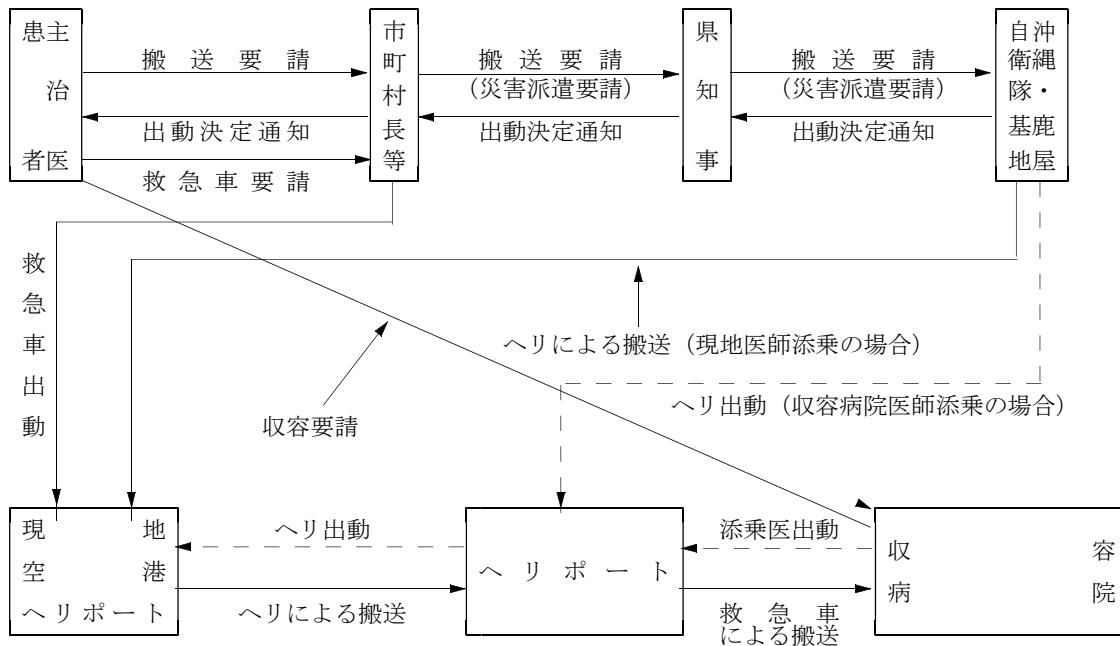 患者
主治医
搬送要請
出動決定通知
救急車要請
市町村長等
搬送要請
(災害派遣要請)
出動決定通知
県知事
搬送要請
(災害派遣要請)
出動決定通知
自衛隊基地
沖縄・鹿屋
救急車出動
ヘリによる搬送（現地医師添乗の場合）
ヘリ出動（収容病院医師添乗の場合）
収容要請
現地
空港
ヘリポート
ヘリ出動
ヘリによる搬送
ヘリポート
添乗医出動
救急車
による搬送
収容
病院